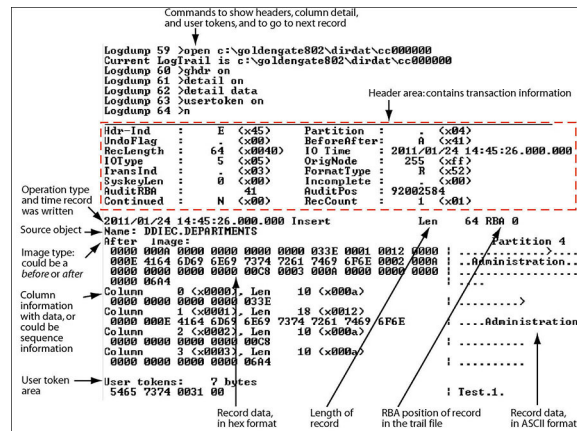 Commands to show headers, column detail,
and user tokens, and to go to next record
Logdump 59 >open c:\goldengate802\dirdat\cc000000
Current LogTrail is c:\goldengate802\dirdat\cc000000
Logdump 60 >ghdr on
Logdump 61 >detail on
Logdump 62 >detail data
Logdump 63 >usertoken on
Logdump 64 >n
Header area: contains transaction information
Hdr-Ind : E (x45) Partition : . (x04)
UndoFlag : . (x00) BeforeAfter: A (x41)
RecLength : 64 (x0040) IO Time : 2011/01/24 14:45:26.000.000
IOType : 5 (x05) OrigNode : 255 (xff)
TransInd : . (x03) FormatType : R (x52)
SyskeyLen : 0 (x00) Incomplete : . (x00)
AuditRBA : 41 AuditPos : 92002584
Continued : N (x00) RecCount : 1 (x01)
Operation type
and time record
was written
2011/01/24 14:45:26.000.000 Insert Len 64 RBA 0
Source object
Name: DDIEC.DEPARTMENTS
After Image: Partition 4
Image type:
could be a
before or after
0000 000A 0000 0000 0000 0000 033E 0001 0012 0000 | ...........>......
000E 4164 6D69 6E69 7374 7261 7469 6F6E 0002 000A | ..Administration....
0000 0000 0000 0000 00C8 0003 000A 0000 0000 0000 | ....................
0000 06A4 | ....
Column
information
with data, or
could be
sequence
information
Column 0 (x0000), Len 10 (x000a)
0000 0000 0000 0000 033E | .........>
Column 1 (x0001), Len 18 (x0012)
0000 000E 4164 6D69 6E69 7374 7261 7469 6F6E | ....Administration
Column 2 (x0002), Len 10 (x000a)
0000 0000 0000 0000 00C8 | ..........
Column 3 (x0003), Len 10 (x000a)
0000 0000 0000 0000 06A4 | ..........
User token
area
User tokens: 7 bytes
5465 7374 0031 00 | Test.1.
Record data,
in hex format
Length of
record
RBA position of record
in the trail file
Record data,
in ASCII format